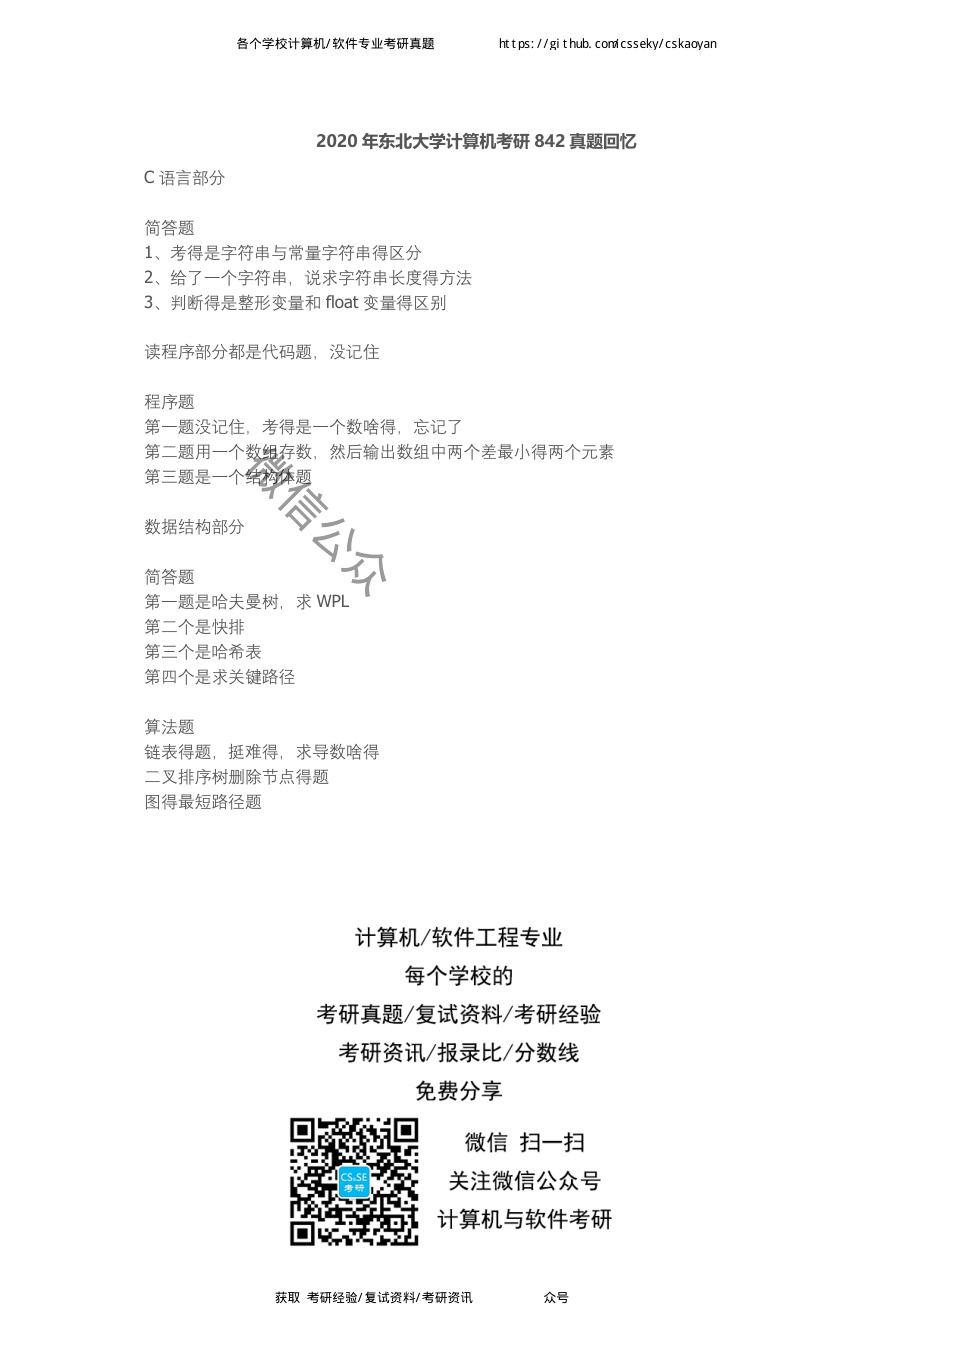 各个学校计算机/软件专业考研真题 https://github.com/csseky/cskaoyan
2020 年东北大学计算机考研 842 真题回忆
C 语言部分
简答题
1、考得是字符串与常量字符串得区分
2、给了一个字符串，说求字符串长度得方法
3、判断得是整形变量和 float 变量得区别
读程序部分都是代码题，没记住
程序题
第一题没记住，考得是一个数啥得，忘记了
第二题用一个数组存数，然后输出数组中两个差最小得两个元素
第三题是一个结构体题
微信公众
数据结构部分
简答题
第一题是哈夫曼树，求 WPL
第二个是快排
第三个是哈希表
第四个是求关键路径
算法题
链表得题，挺难得，求导数啥得
二叉排序树删除节点得题
图得最短路径题
计算机/软件工程专业
每个学校的
考研真题/复试资料/考研经验
考研资讯/报录比/分数线
免费分享
CS&SE
考研
微信 扫一扫
关注微信公众号
计算机与软件考研
获取 考研经验/复试资料/考研资讯 众号